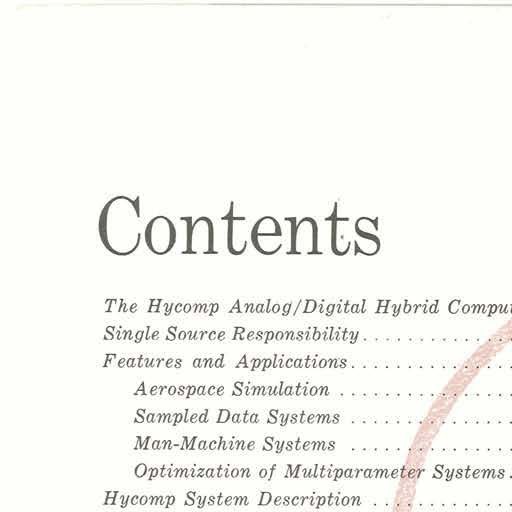 Contents
The Hycomp Analog/Digital Hybrid
Single Source Responsibility . . . . . . . . . . . . .
Features and Applications . . . . . . . . . . . . . .
Aerospace Simulation . . . . . . . . . . . . . . .
Sampled Data Systems . . . . . . . . . . . . . .
Man-Machine Systems . . . . . . . . . . . . . .
Optimization of Multiparameter Systems .
Hycomp System Description . . . . . . . . . . . .